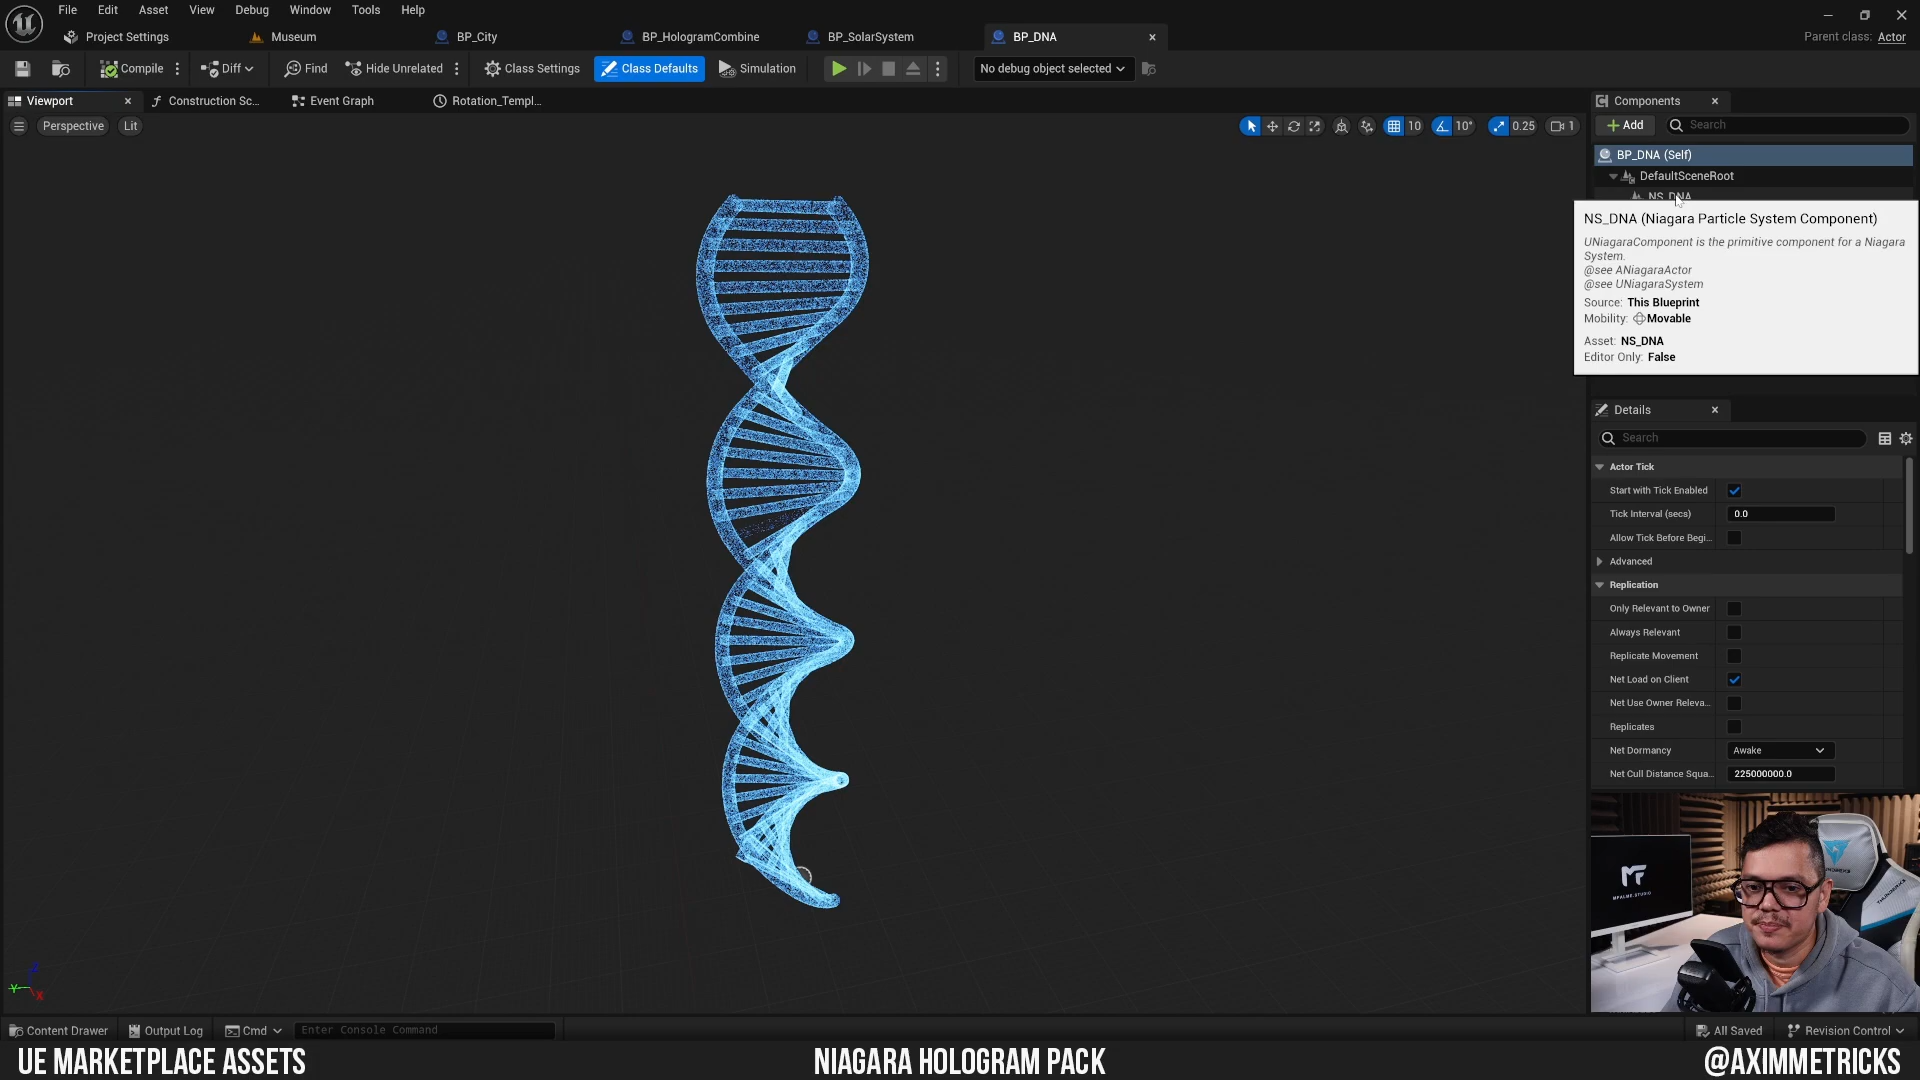 File Edit Asset View Debug Window Tools Help
Project Settings Museum BP_City BP_HologramCombine BP_SolarSystem BP_DNA
Parent class: Actor
Compile Diff Find Hide Unrelated Class Settings Class Defaults Simulation No debug object selected
Viewport Construction Sc... Event Graph Rotation_Templ...
Components
Perspective Lit
10 10° 0.25 1
Add Search
BP_DNA (Self)
DefaultSceneRoot
NS_DNA
NS_DNA (Niagara Particle System Component)
UNiagaraComponent is the primitive component for a Niagara
System.
@see ANiagaraActor
@see UNiagaraSystem
Source: This Blueprint
Mobility: Movable
Asset: NS_DNA
Editor Only: False
Details
Search
Actor Tick
Start with Tick Enabled
Tick Interval (secs) 0.0
Allow Tick Before Begi...
Advanced
Replication
Only Relevant to Owner
Always Relevant
Replicate Movement
Net Load on Client
Net Use Owner Releva...
Replicates
Net Dormancy Awake
Net Cull Distance Squa... 225000000.0
MPALME.STUDIO
Z
Y
X
Content Drawer Output Log Cmd Enter Console Command
All Saved Revision Control
UE MARKETPLACE ASSETS NIAGARA HOLOGRAM PACK @AXIMMETRICKS